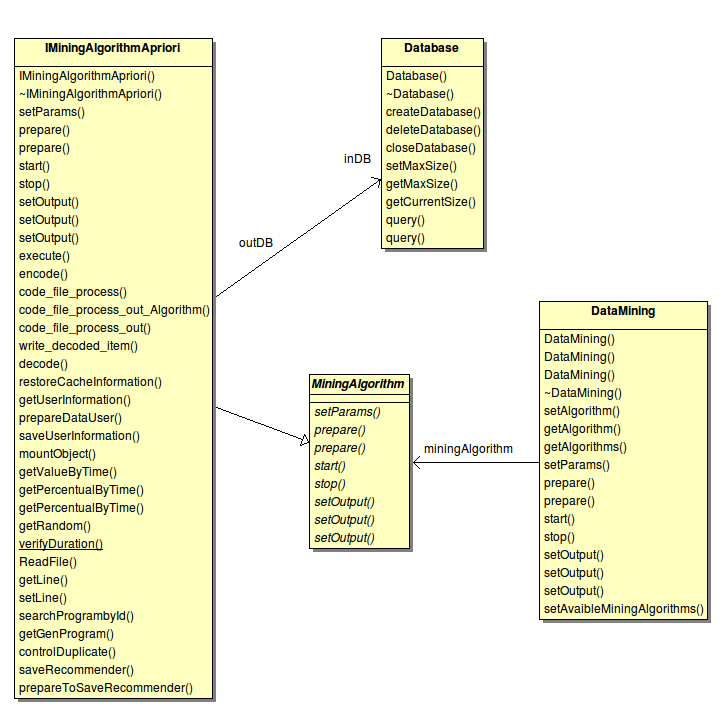 IMiningAlgorithmApriori
IMiningAlgorithmApriori()
~IMiningAlgorithmApriori()
setParams()
prepare()
prepare()
start()
stop()
setOutput()
setOutput()
setOutput()
execute()
encode()
code_file_process()
code_file_process_out_Algorithm()
code_file_process_out()
write_decoded_item()
decode()
restoreCacheInformation()
getUserInformation()
prepareDataUser()
saveUserInformation()
mountObject()
getValueByTime()
getPercentualByTime()
getPercentualByTime()
getRandom()
verifyDuration()
ReadFile()
getLine()
setLine()
searchProgrambyId()
getGenProgram()
controlDuplicate()
saveRecommender()
prepareToSaveRecommender()
outDB
inDB
Database
Database()
~Database()
createDatabase()
deleteDatabase()
closeDatabase()
setMaxSize()
getMaxSize()
getCurrentSize()
query()
query()
MiningAlgorithm
setParams()
prepare()
prepare()
start()
stop()
setOutput()
setOutput()
setOutput()
miningAlgorithm
DataMining
DataMining()
DataMining()
DataMining()
~DataMining()
setAlgorithm()
getAlgorithm()
getAlgorithms()
setParams()
prepare()
prepare()
start()
stop()
setOutput()
setOutput()
setOutput()
setAvaibleMiningAlgorithms()